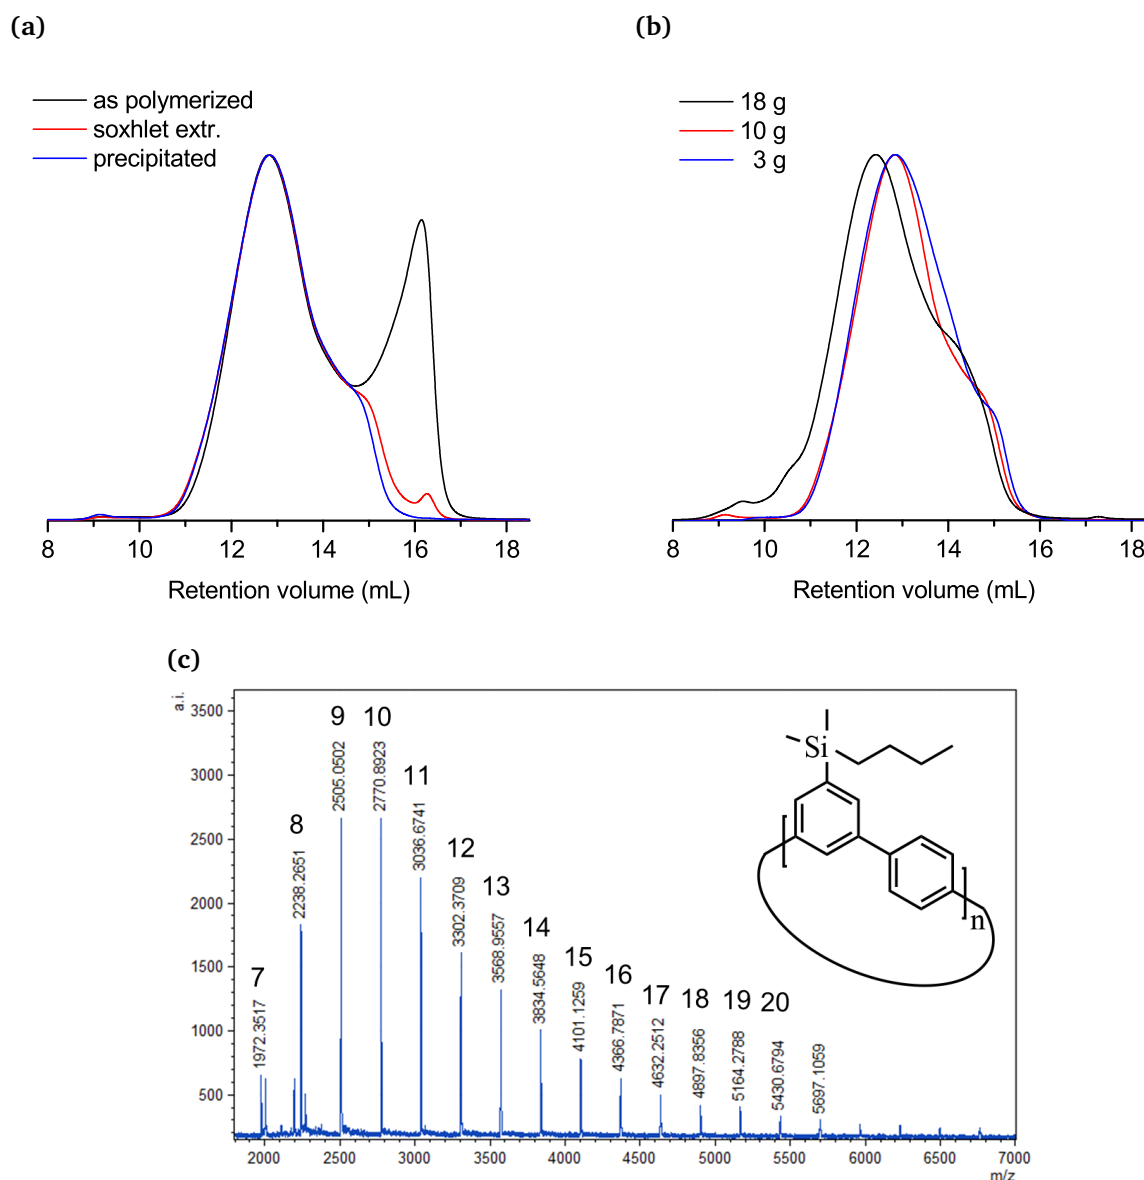 (a)
as polymerized
soxhlet extr.
precipitated
8 10 12 14 16 18
Retention volume (mL)
(b)
18 g
10 g
3 g
8 10 12 14 16 18
Retention volume (mL)
(c)
a.i.
3500
3000
2500
2000
1500
1000
500
7
1972.3517
8
2238.2651
9
2505.0502
10
2770.8923
11
3036.6741
12
3302.3709
13
3568.9557
14
3834.5648
15
4101.1259
16
4366.7871
17
4632.2512
18
4897.8356
19
5164.2788
20
5430.6794
5697.1059
Si
n
2000 2500 3000 3500 4000 4500 5000 5500 6000 6500 7000
m/z